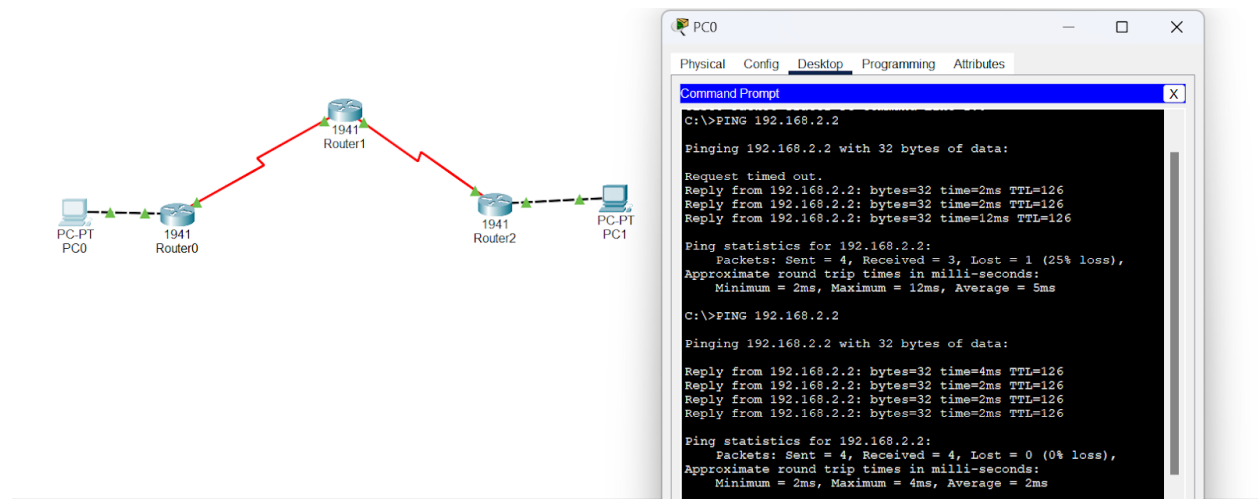 1941
Router1
PC-PT
PC0
1941
Router0
1941
Router2
PC-PT
PC1
PC0
Physical Config Desktop Programming Attributes
Command Prompt X
C:\>PING 192.168.2.2
Pinging 192.168.2.2 with 32 bytes of data:
Request timed out.
Reply from 192.168.2.2: bytes=32 time=2ms TTL=126
Reply from 192.168.2.2: bytes=32 time=2ms TTL=126
Reply from 192.168.2.2: bytes=32 time=12ms TTL=126
Ping statistics for 192.168.2.2:
Packets: Sent = 4, Received = 3, Lost = 1 (25% loss),
Approximate round trip times in milli-seconds:
Minimum = 2ms, Maximum = 12ms, Average = 5ms
C:\>PING 192.168.2.2
Pinging 192.168.2.2 with 32 bytes of data:
Reply from 192.168.2.2: bytes=32 time=4ms TTL=126
Reply from 192.168.2.2: bytes=32 time=2ms TTL=126
Reply from 192.168.2.2: bytes=32 time=2ms TTL=126
Reply from 192.168.2.2: bytes=32 time=2ms TTL=126
Ping statistics for 192.168.2.2:
Packets: Sent = 4, Received = 4, Lost = 0 (0% loss),
Approximate round trip times in milli-seconds:
Minimum = 2ms, Maximum = 4ms, Average = 2ms